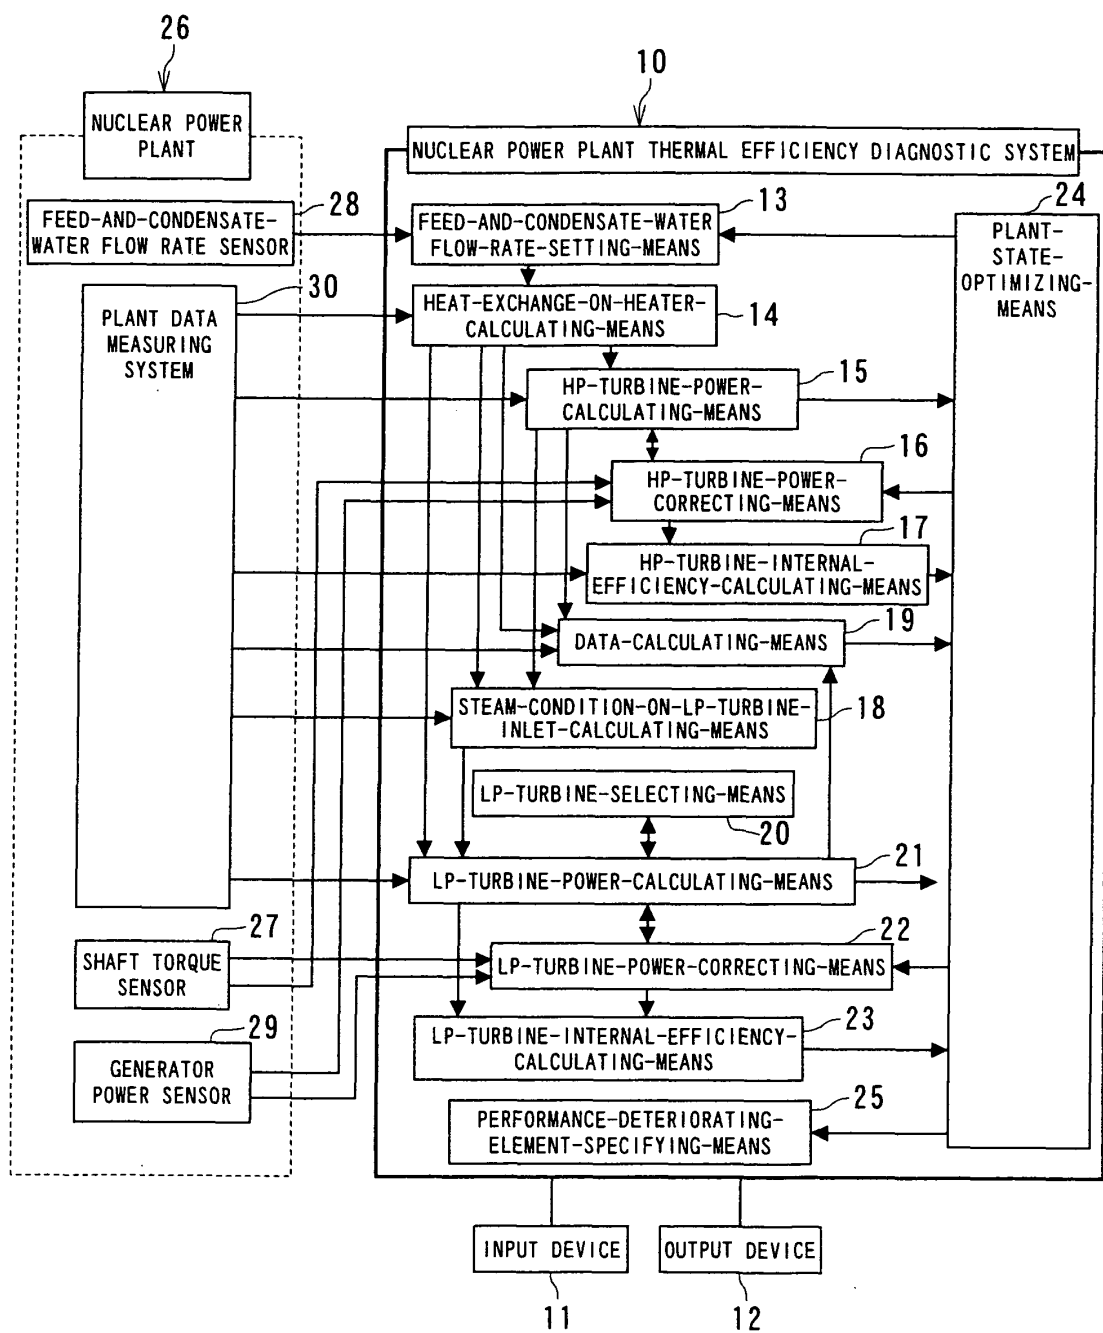 26
NUCLEAR POWER
PLANT
10
NUCLEAR POWER PLANT THERMAL EFFICIENCY DIAGNOSTIC SYSTEM
FEED-AND-CONDENSATE-
WATER FLOW RATE SENSOR
28
FEED-AND-CONDENSATE-WATER
FLOW-RATE-SETTING-MEANS
13
24
PLANT-
STATE-
OPTIMIZING-
MEANS
30
PLANT DATA
MEASURING
SYSTEM
HEAT-EXCHANGE-ON-HEATER-
CALCULATING-MEANS
14
HP-TURBINE-POWER-
CALCULATING-MEANS
15
HP-TURBINE-POWER-
CORRECTING-MEANS
16
HP-TURBINE-INTERNAL-
EFFICIENCY-CALCULATING-MEANS
17
DATA-CALCULATING-MEANS
19
STEAM-CONDITION-ON-LP-TURBINE-
INLET-CALCULATING-MEANS
18
LP-TURBINE-SELECTING-MEANS
20
LP-TURBINE-POWER-CALCULATING-MEANS
21
27
SHAFT TORQUE
SENSOR
LP-TURBINE-POWER-CORRECTING-MEANS
22
29
GENERATOR
POWER SENSOR
LP-TURBINE-INTERNAL-EFFICIENCY-
CALCULATING-MEANS
23
PERFORMANCE-DETERIORATING-
ELEMENT-SPECIFYING-MEANS
25
INPUT DEVICE
OUTPUT DEVICE
11
12